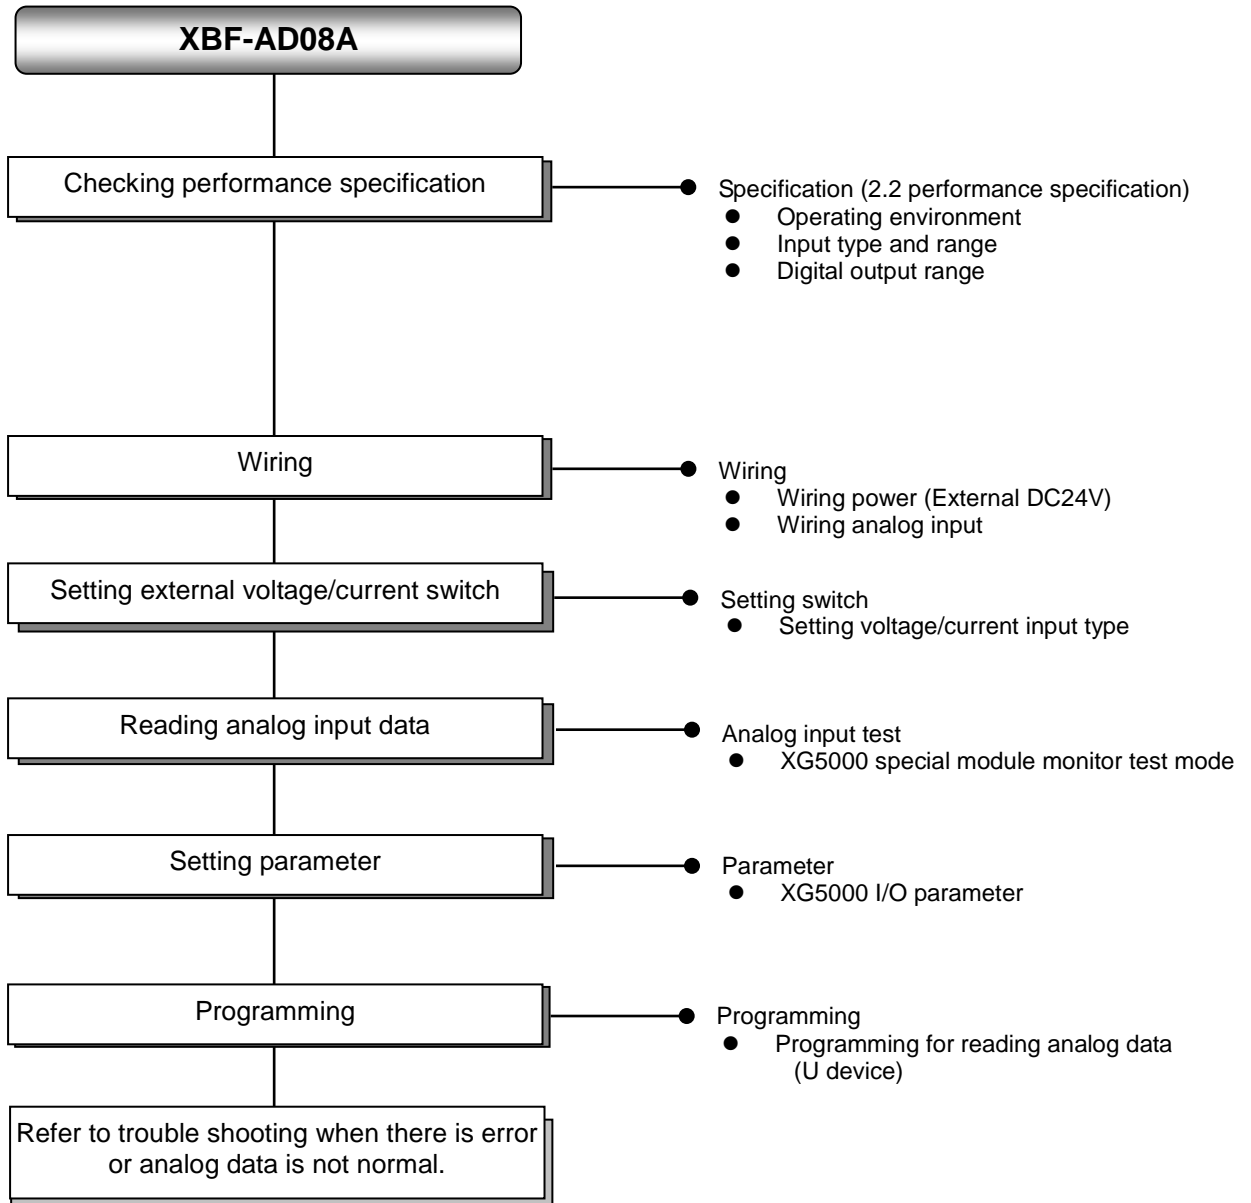 XBF-AD08A
Checking performance specification
Specification (2.2 performance specification)
● Operating environment
● Input type and range
● Digital output range
Wiring
Wiring
● Wiring power (External DC24V)
● Wiring analog input
Setting external voltage/current switch
Setting switch
● Setting voltage/current input type
Reading analog input data
Analog input test
● XG5000 special module monitor test mode
Setting parameter
Parameter
● XG5000 I/O parameter
Programming
Programming
● Programming for reading analog data
(U device)
Refer to trouble shooting when there is error
or analog data is not normal.